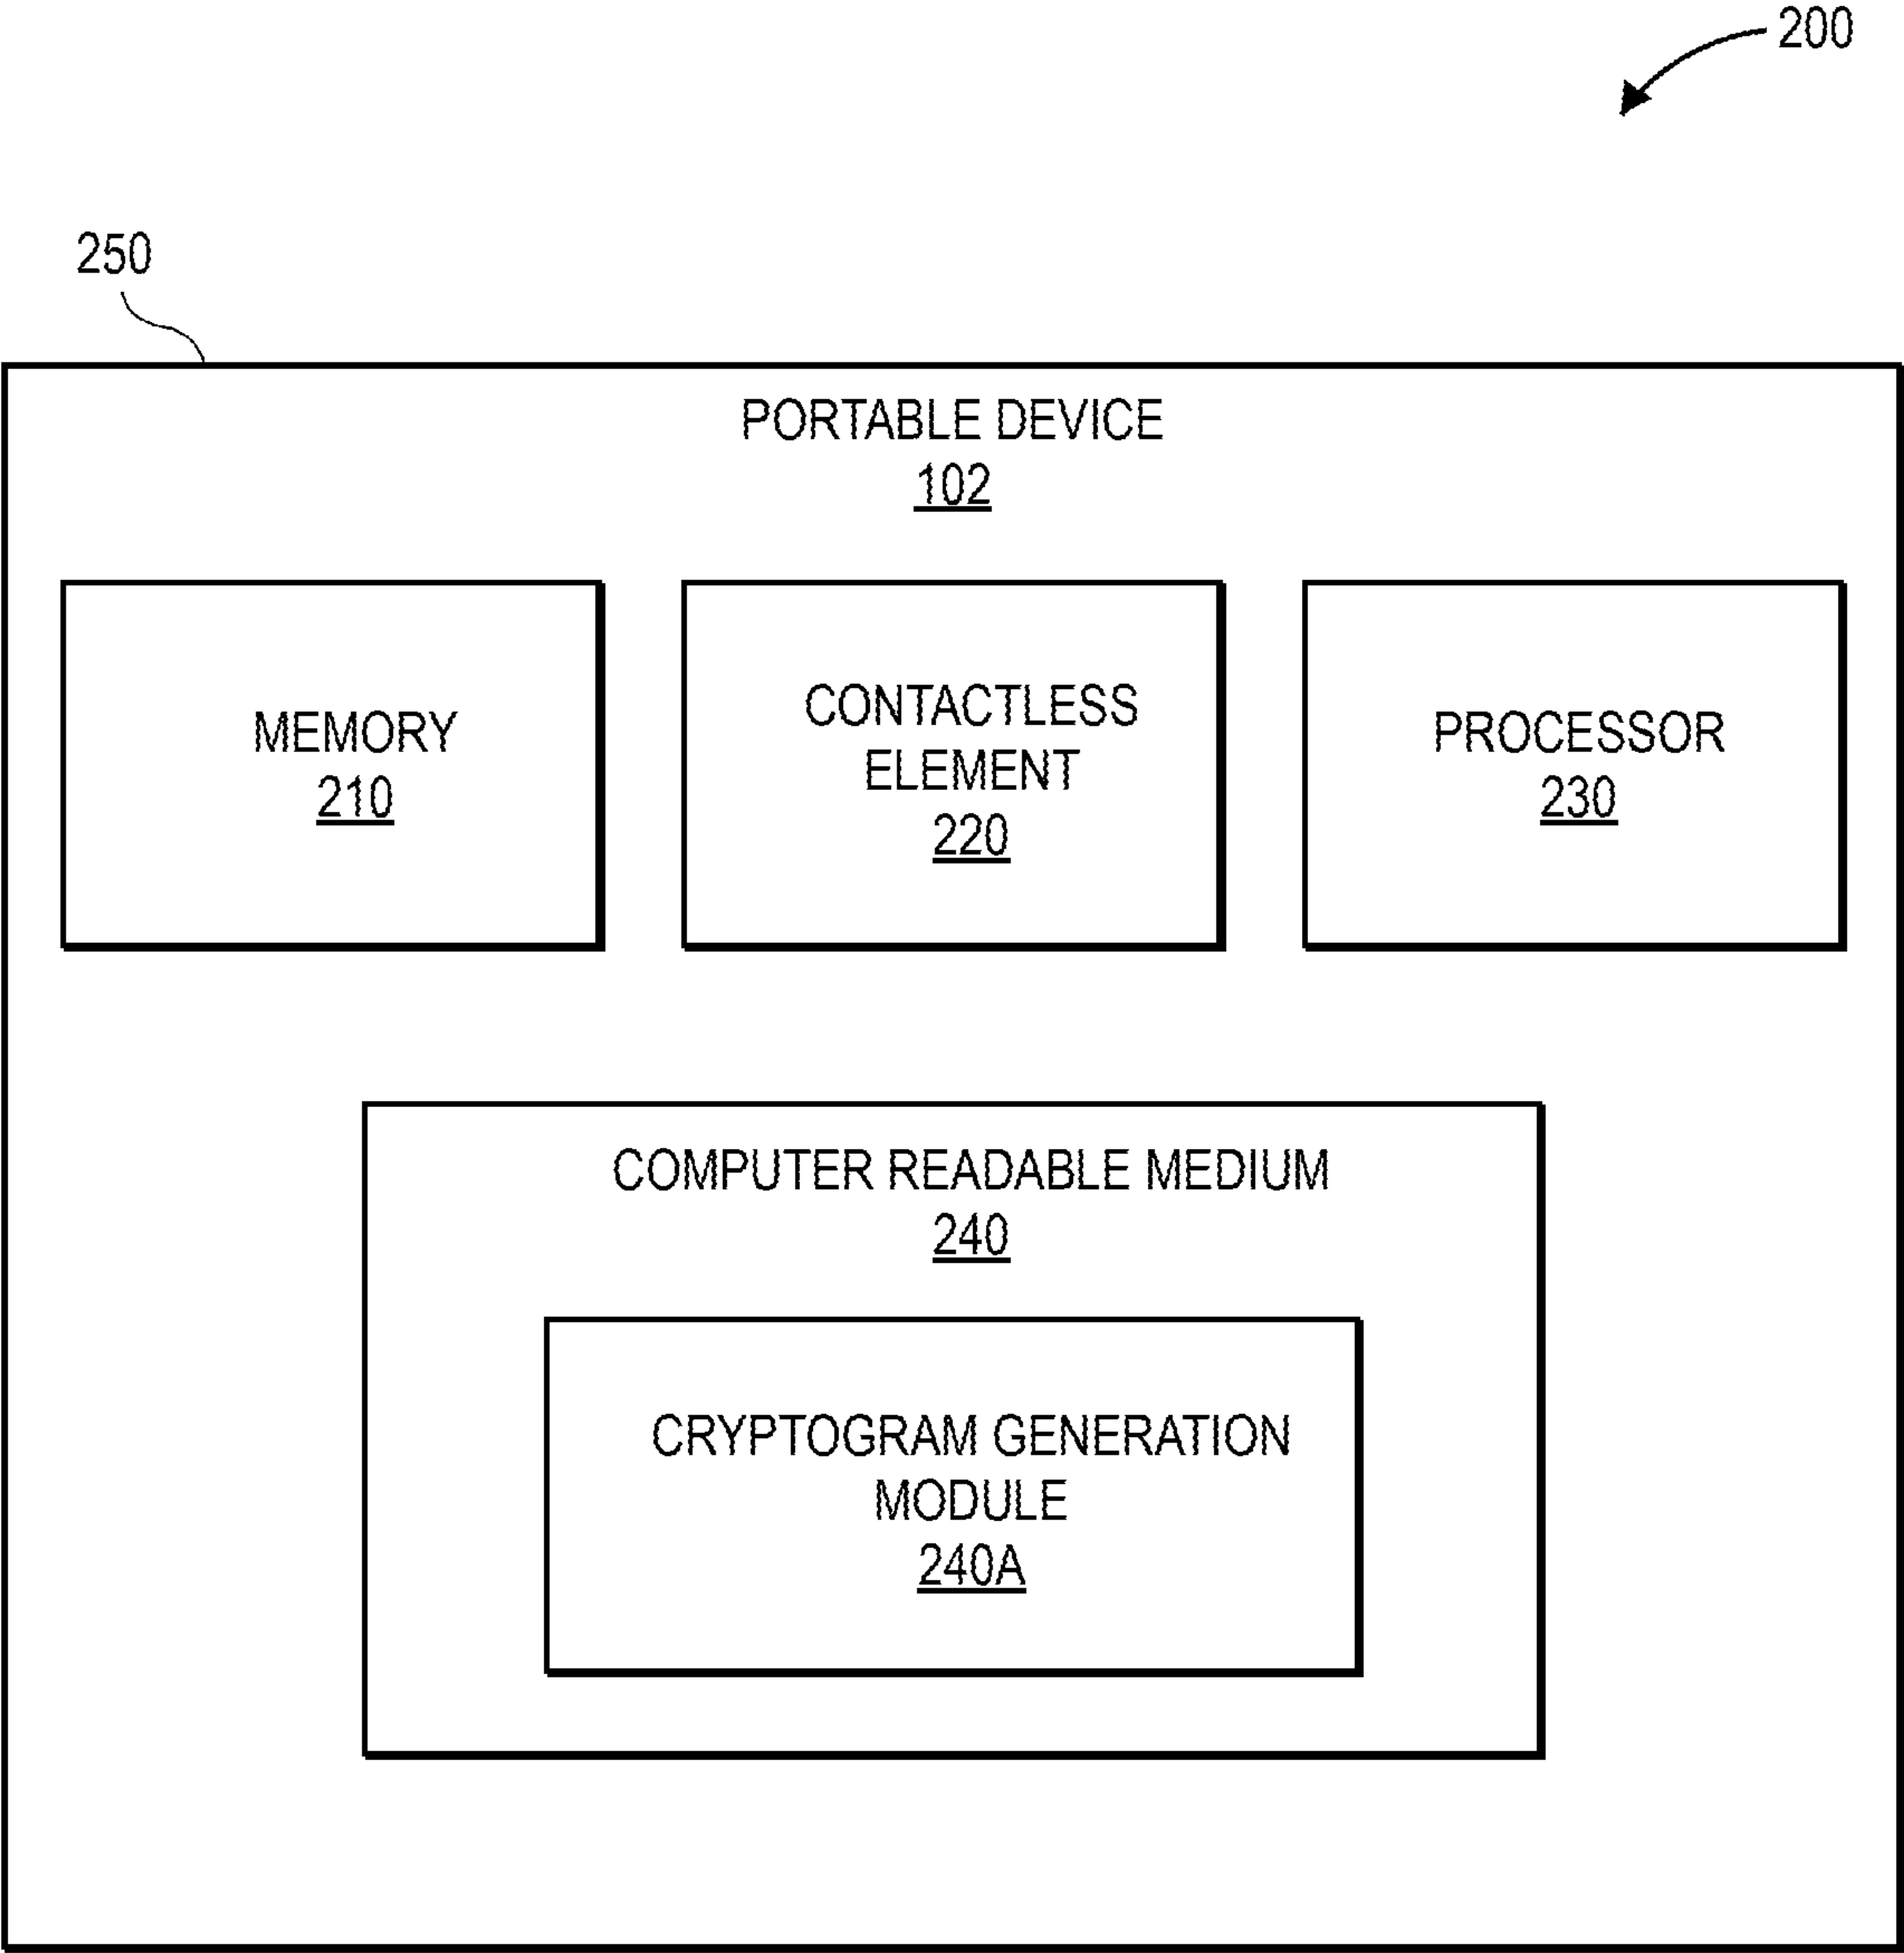 200
250
PORTABLE DEVICE
102
MEMORY
210
CONTACTLESS
ELEMENT
220
PROCESSOR
230
COMPUTER READABLE MEDIUM
240
CRYPTOGRAM GENERATION
MODULE
240A